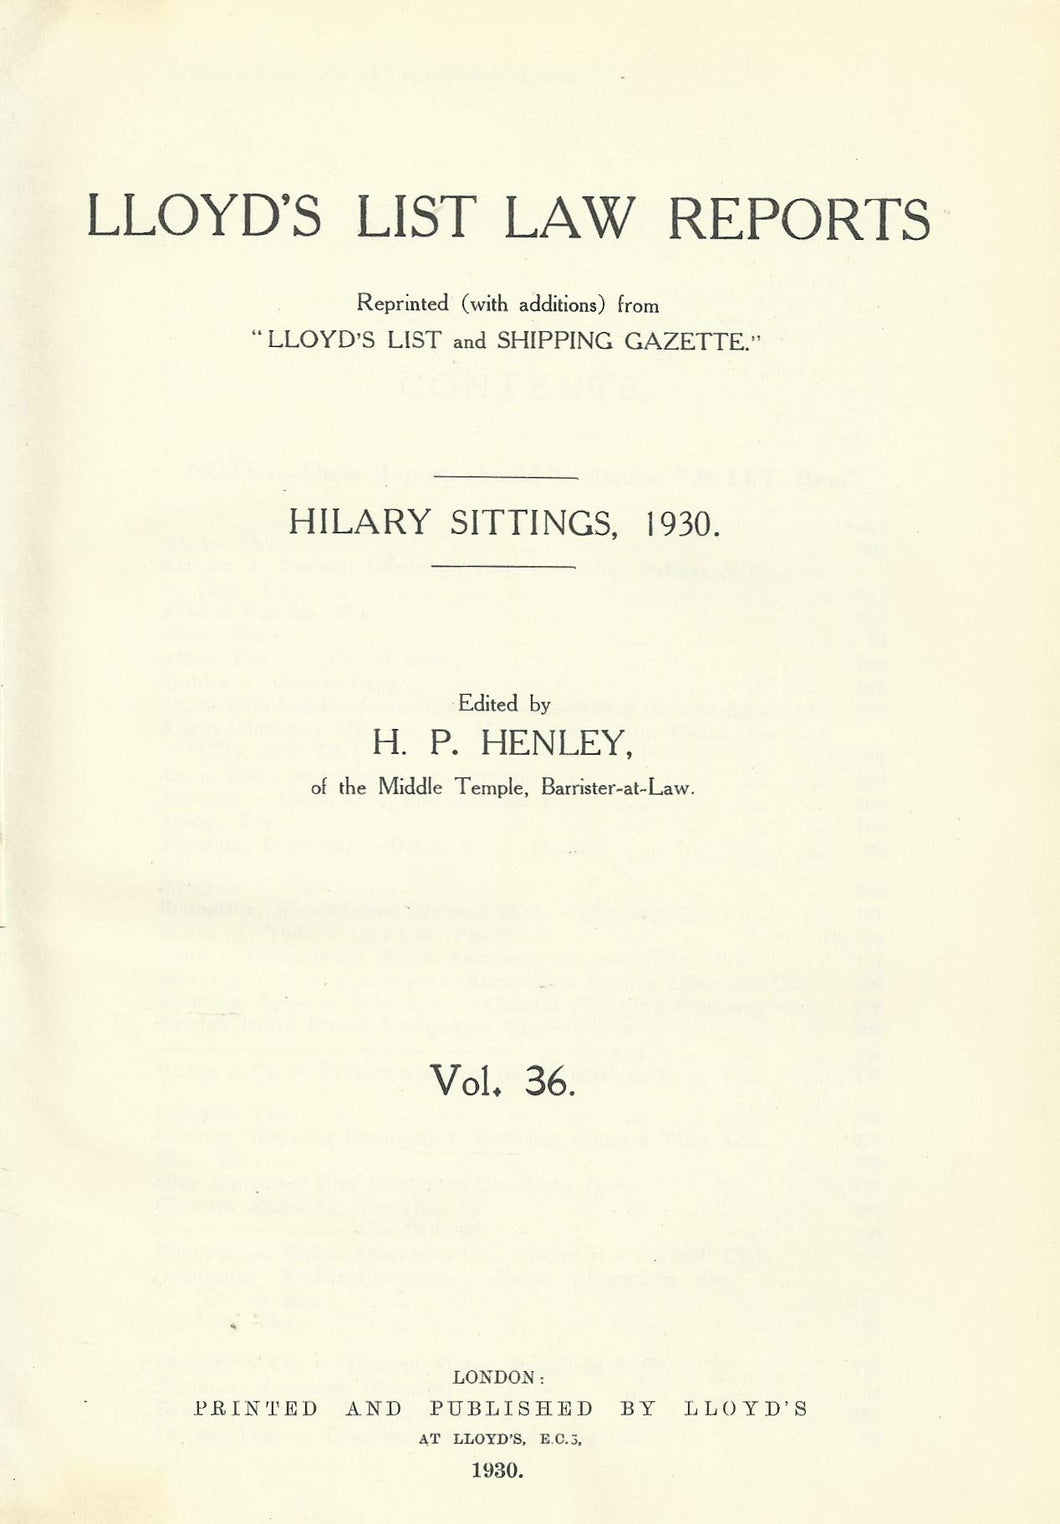 LLOYD'S LIST LAW REPORTS
Reprinted (with additions) from
"LLOYD'S LIST and SHIPPING GAZETTE."
HILARY SITTINGS, 1930.
Edited by
H. P. HENLEY,
of the Middle Temple, Barrister-at-Law.
Vol. 36.
LONDON:
PRINTED AND PUBLISHED BY LLOYD'S
AT LLOYD'S, E.C.3,
1930.